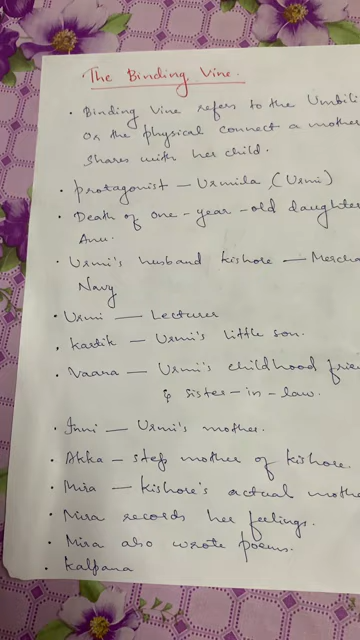 The Binding Vine.
• Binding Vine refers to the Umbili
Or the physical connect a mother
shares with her child.
• protagonist — Urmila (Urmi)
• Death of one-year-old daughter
Anu.
• Urmi's husband kishore — Mercha
Navy
• Urmi — Lecturer
• kartik — Urmi's little son.
• Vaana — Urmi's childhood frie
& sister-in-law.
• Inni — Urmi's mother.
• Akka — step mother of kishore.
• Mira — kishore's actual moth
• Mira records her feelings.
• Mira also wrote poems.
• Kalpana